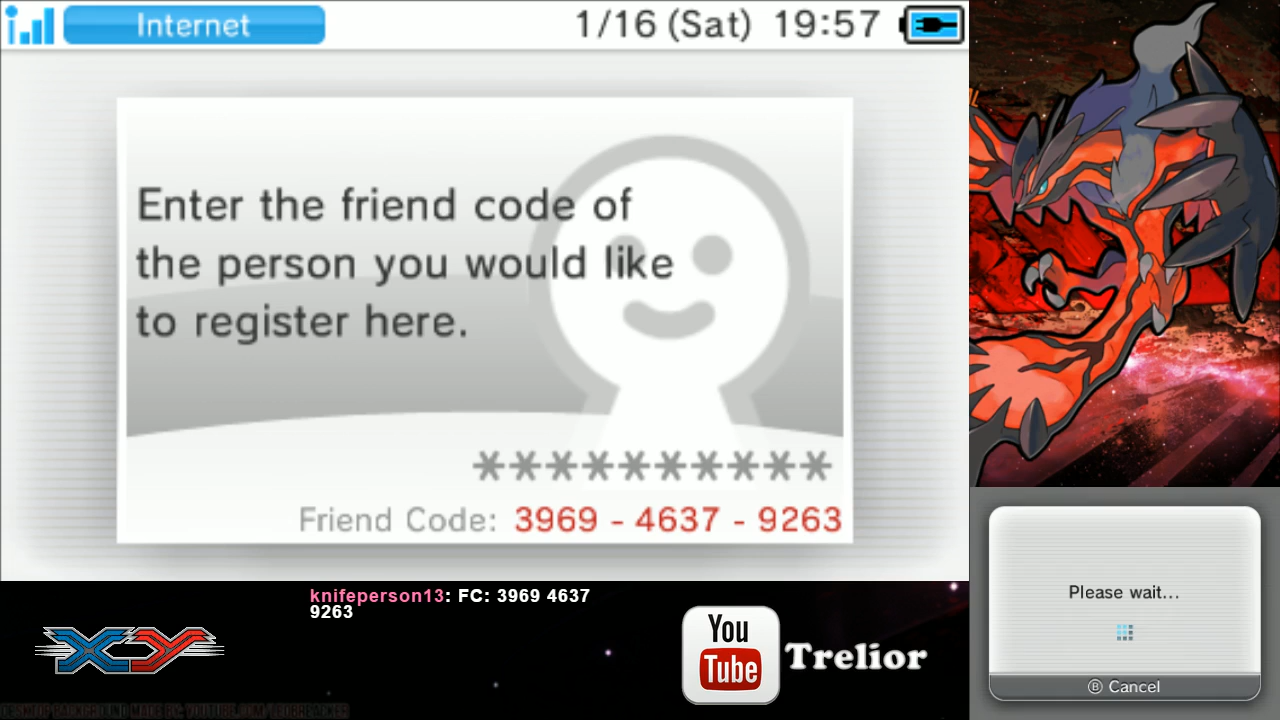 Internet
1/16 (Sat) 19:57
Enter the friend code of
the person you would like
to register here.
**********
Friend Code: 3969 - 4637 - 9263
knifeperson13: FC: 3969 4637
9263
XY
You
Tube
Trelior
Please wait...
Ⓑ Cancel